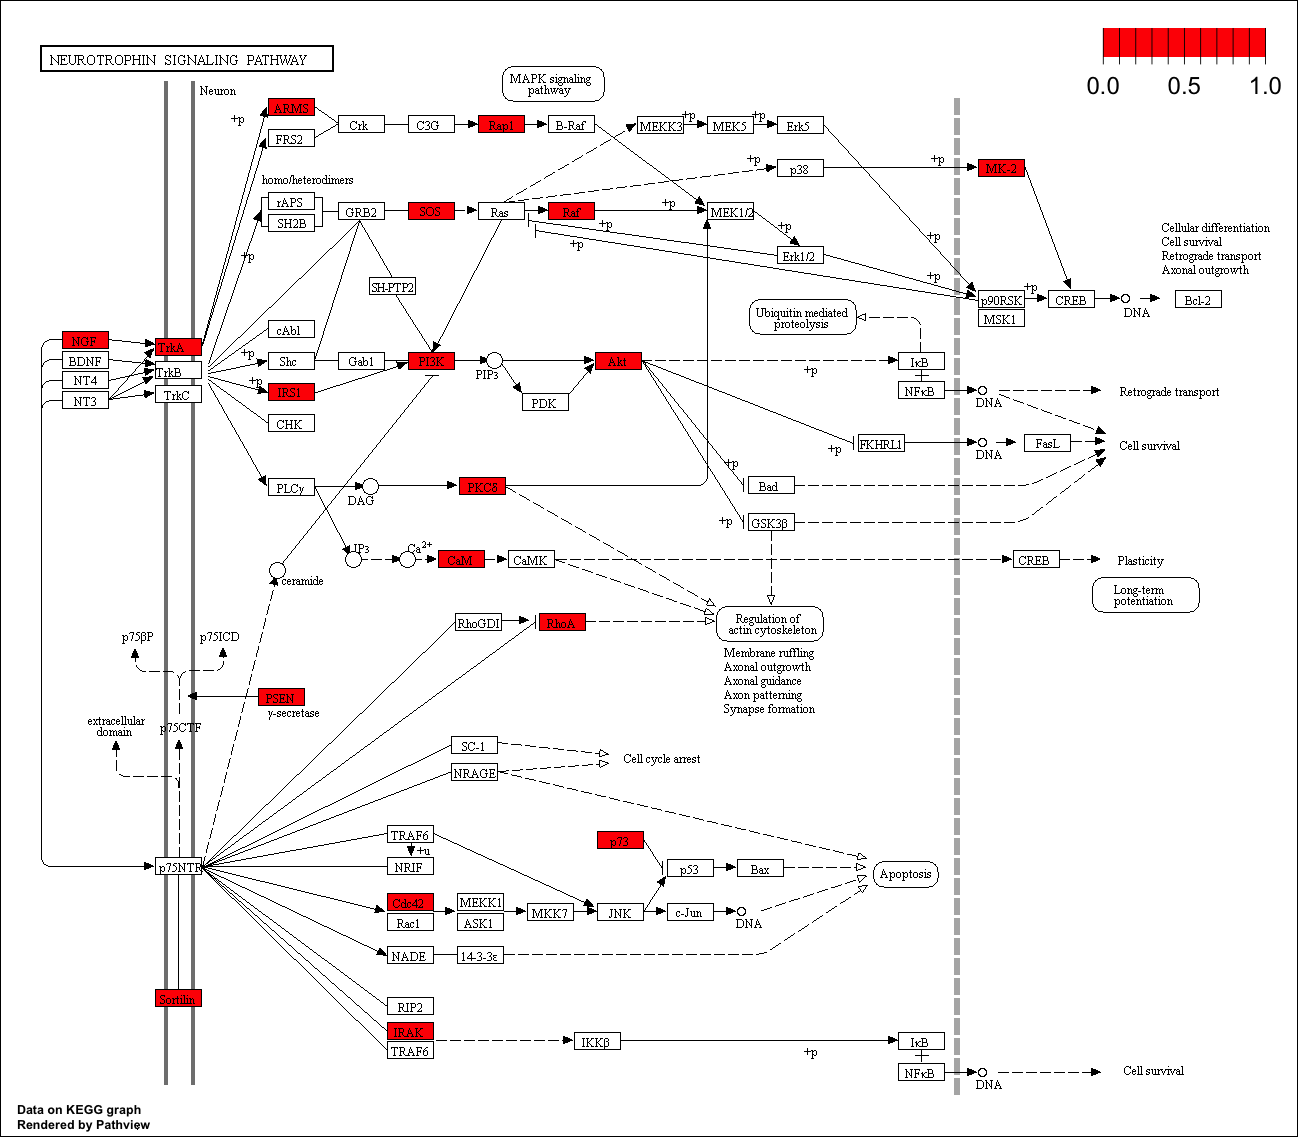 NEUROTROPHIN SIGNALING PATHWAY
0.0 0.5 1.0
Neuron
MAPK signaling
pathway
+p
ARMS
FRS2
Crk
C3G
Rap1
B-Raf
MEKK3
+p
MEK5
+p
Erk5
+p
p38
+p
MK-2
homo/heterodimers
rAPS
SH2B
GRB2
SOS
Ras
Raf
+p
MEK1/2
+p
Erk1/2
+p
+p
+p
+p
+p
SH-PTP2
p90RSK
MSK1
+p
CREB
DNA
Bcl-2
Cellular differentiation
Cell survival
Retrograde transport
Axonal outgrowth
Ubiquitin mediated
proteolysis
NGF
BDNF
NT4
NT3
TrkA
TrkB
TrkC
cAbl
+p
Shc
+p
IRS1
CHK
Gab1
PI3K
PIP3
PDK
Akt
+p
IκB
NFκB
DNA
Retrograde transport
+p
FKHRL1
DNA
FasL
Cell survival
+p
Bad
+p
GSK3β
PLCγ
DAG
PKCδ
IP3
Ca2+
CaM
CaMK
CREB
Plasticity
Long-term
potentiation
ceramide
RhoGDI
RhoA
Regulation of
actin cytoskeleton
Membrane ruffling
Axonal outgrowth
Axonal guidance
Axon patterning
Synapse formation
p75βP
p75ICD
PSEN
γ-secretase
extracellular
domain
p75CTF
SC-1
NRAGE
Cell cycle arrest
TRAF6
+u
NRIF
p73
p53
Bax
Apoptosis
p75NTR
Cdc42
Rac1
MEKK1
ASK1
MKK7
JNK
c-Jun
DNA
NADE
14-3-3ε
Sortilin
RIP2
IRAK
TRAF6
IKKβ
+p
IκB
NFκB
DNA
Cell survival
Data on KEGG graph
Rendered by Pathview